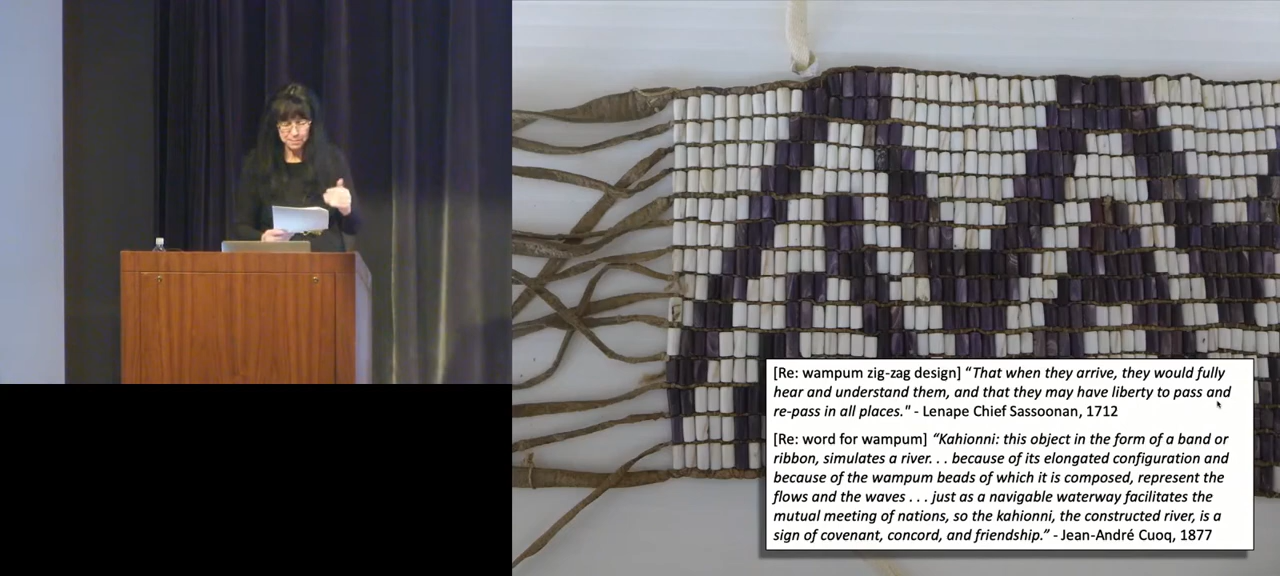 [Re: wampum zig-zag design] “That when they arrive, they would fully
hear and understand them, and that they may have liberty to pass and
re-pass in all places." - Lenape Chief Sassoonan, 1712
[Re: word for wampum] “Kahionni: this object in the form of a band or
ribbon, simulates a river. . . because of its elongated configuration and
because of the wampum beads of which it is composed, represent the
flows and the waves . . . just as a navigable waterway facilitates the
mutual meeting of nations, so the kahionni, the constructed river, is a
sign of covenant, concord, and friendship.” - Jean-André Cuoq, 1877